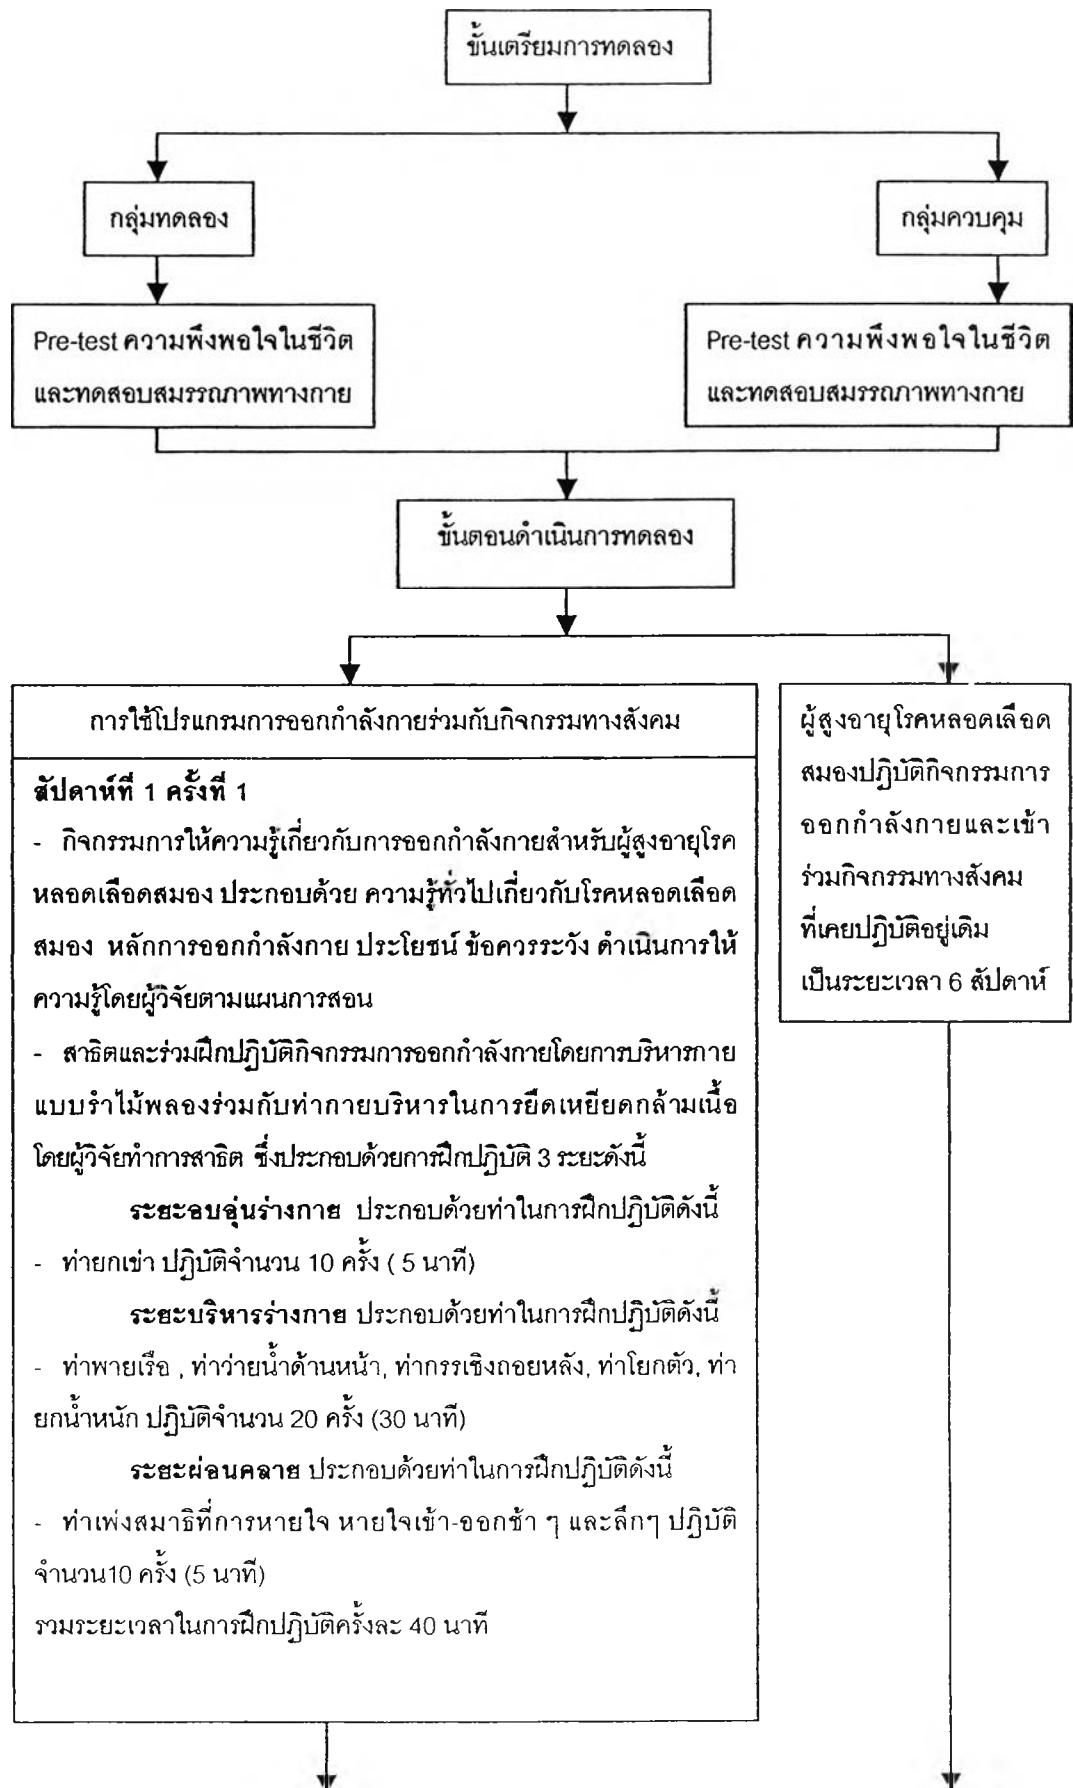 ขั้นเตรียมการทดลอง
กลุ่มทดลอง
กลุ่มควบคุม
Pre-test ความพึงพอใจในชีวิต
และทดสอบสมรรถภาพทางกาย
Pre-test ความพึงพอใจในชีวิต
และทดสอบสมรรถภาพทางกาย
ขั้นตอนดำเนินการทดลอง
การใช้โปรแกรมการออกกำลังกายร่วมกับกิจกรรมทางสังคม
สัปดาห์ที่ 1 ครั้งที่ 1
- กิจกรรมการให้ความรู้เกี่ยวกับการออกกำลังกายสำหรับผู้สูงอายุโรค
หลอดเลือดสมอง ประกอบด้วย ความรู้ทั่วไปเกี่ยวกับโรคหลอดเลือด
สมอง หลักการออกกำลังกาย ประโยชน์ ข้อควรระวัง ดำเนินการให้
ความรู้โดยผู้วิจัยตามแผนการสอน
- สาธิตและร่วมฝึกปฏิบัติกิจกรรมการออกกำลังกายโดยการบริหารกาย
แบบรำไม้พลองร่วมกับท่ากายบริหารในการยืดเหยียดกล้ามเนื้อ
โดยผู้วิจัยทำการสาธิต ซึ่งประกอบด้วยการฝึกปฏิบัติ 3 ระยะดังนี้
ระยะอบอุ่นร่างกาย ประกอบด้วยท่าในการฝึกปฏิบัติดังนี้
- ท่ายกเข่า ปฏิบัติจำนวน 10 ครั้ง ( 5 นาที)
ระยะบริหารร่างกาย ประกอบด้วยท่าในการฝึกปฏิบัติดังนี้
- ท่าพายเรือ , ท่าว่ายน้ำด้านหน้า, ท่ากรรเชิงถอยหลัง, ท่าโยกตัว, ท่า
ยกน้ำหนัก ปฏิบัติจำนวน 20 ครั้ง (30 นาที)
ระยะผ่อนคลาย ประกอบด้วยท่าในการฝึกปฏิบัติดังนี้
- ท่าเพ่งสมาธิที่การหายใจ หายใจเข้า-ออกช้า ๆ และลึกๆ ปฏิบัติ
จำนวน10 ครั้ง (5 นาที)
รวมระยะเวลาในการฝึกปฏิบัติครั้งละ 40 นาที
ผู้สูงอายุโรคหลอดเลือด
สมองปฏิบัติกิจกรรมการ
ออกกำลังกายและเข้า
ร่วมกิจกรรมทางสังคม
ที่เคยปฏิบัติอยู่เดิม
เป็นระยะเวลา 6 สัปดาห์